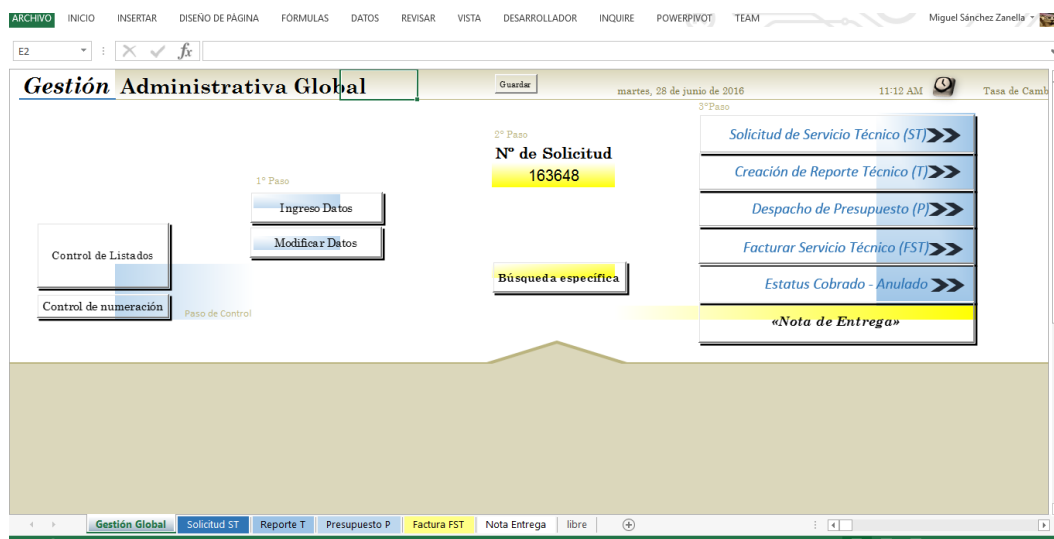 ARCHIVO INICIO INSERTAR DISEÑO DE PÁGINA FÓRMULAS DATOS REVISAR VISTA DESARROLLADOR INQUIRE POWERPIVOT TEAM Miguel Sánchez Zanella
E2 fx
Gestión Administrativa Global Guardar martes, 28 de junio de 2016 11:12 AM Tasa de Camb
3°Paso
2° Paso
Solicitud de Servicio Técnico (ST)
Nº de Solicitud
163648
Creación de Reporte Técnico (T)
1° Paso
Ingreso Datos
Despacho de Presupuesto (P)
Modificar Datos
Facturar Servicio Técnico (FST)
Control de Listados
Búsqueda específica
Estatus Cobrado - Anulado
Control de numeración
Paso de Control
«Nota de Entrega»
Gestión Global Solicitud ST Reporte T Presupuesto P Factura FST Nota Entrega libre